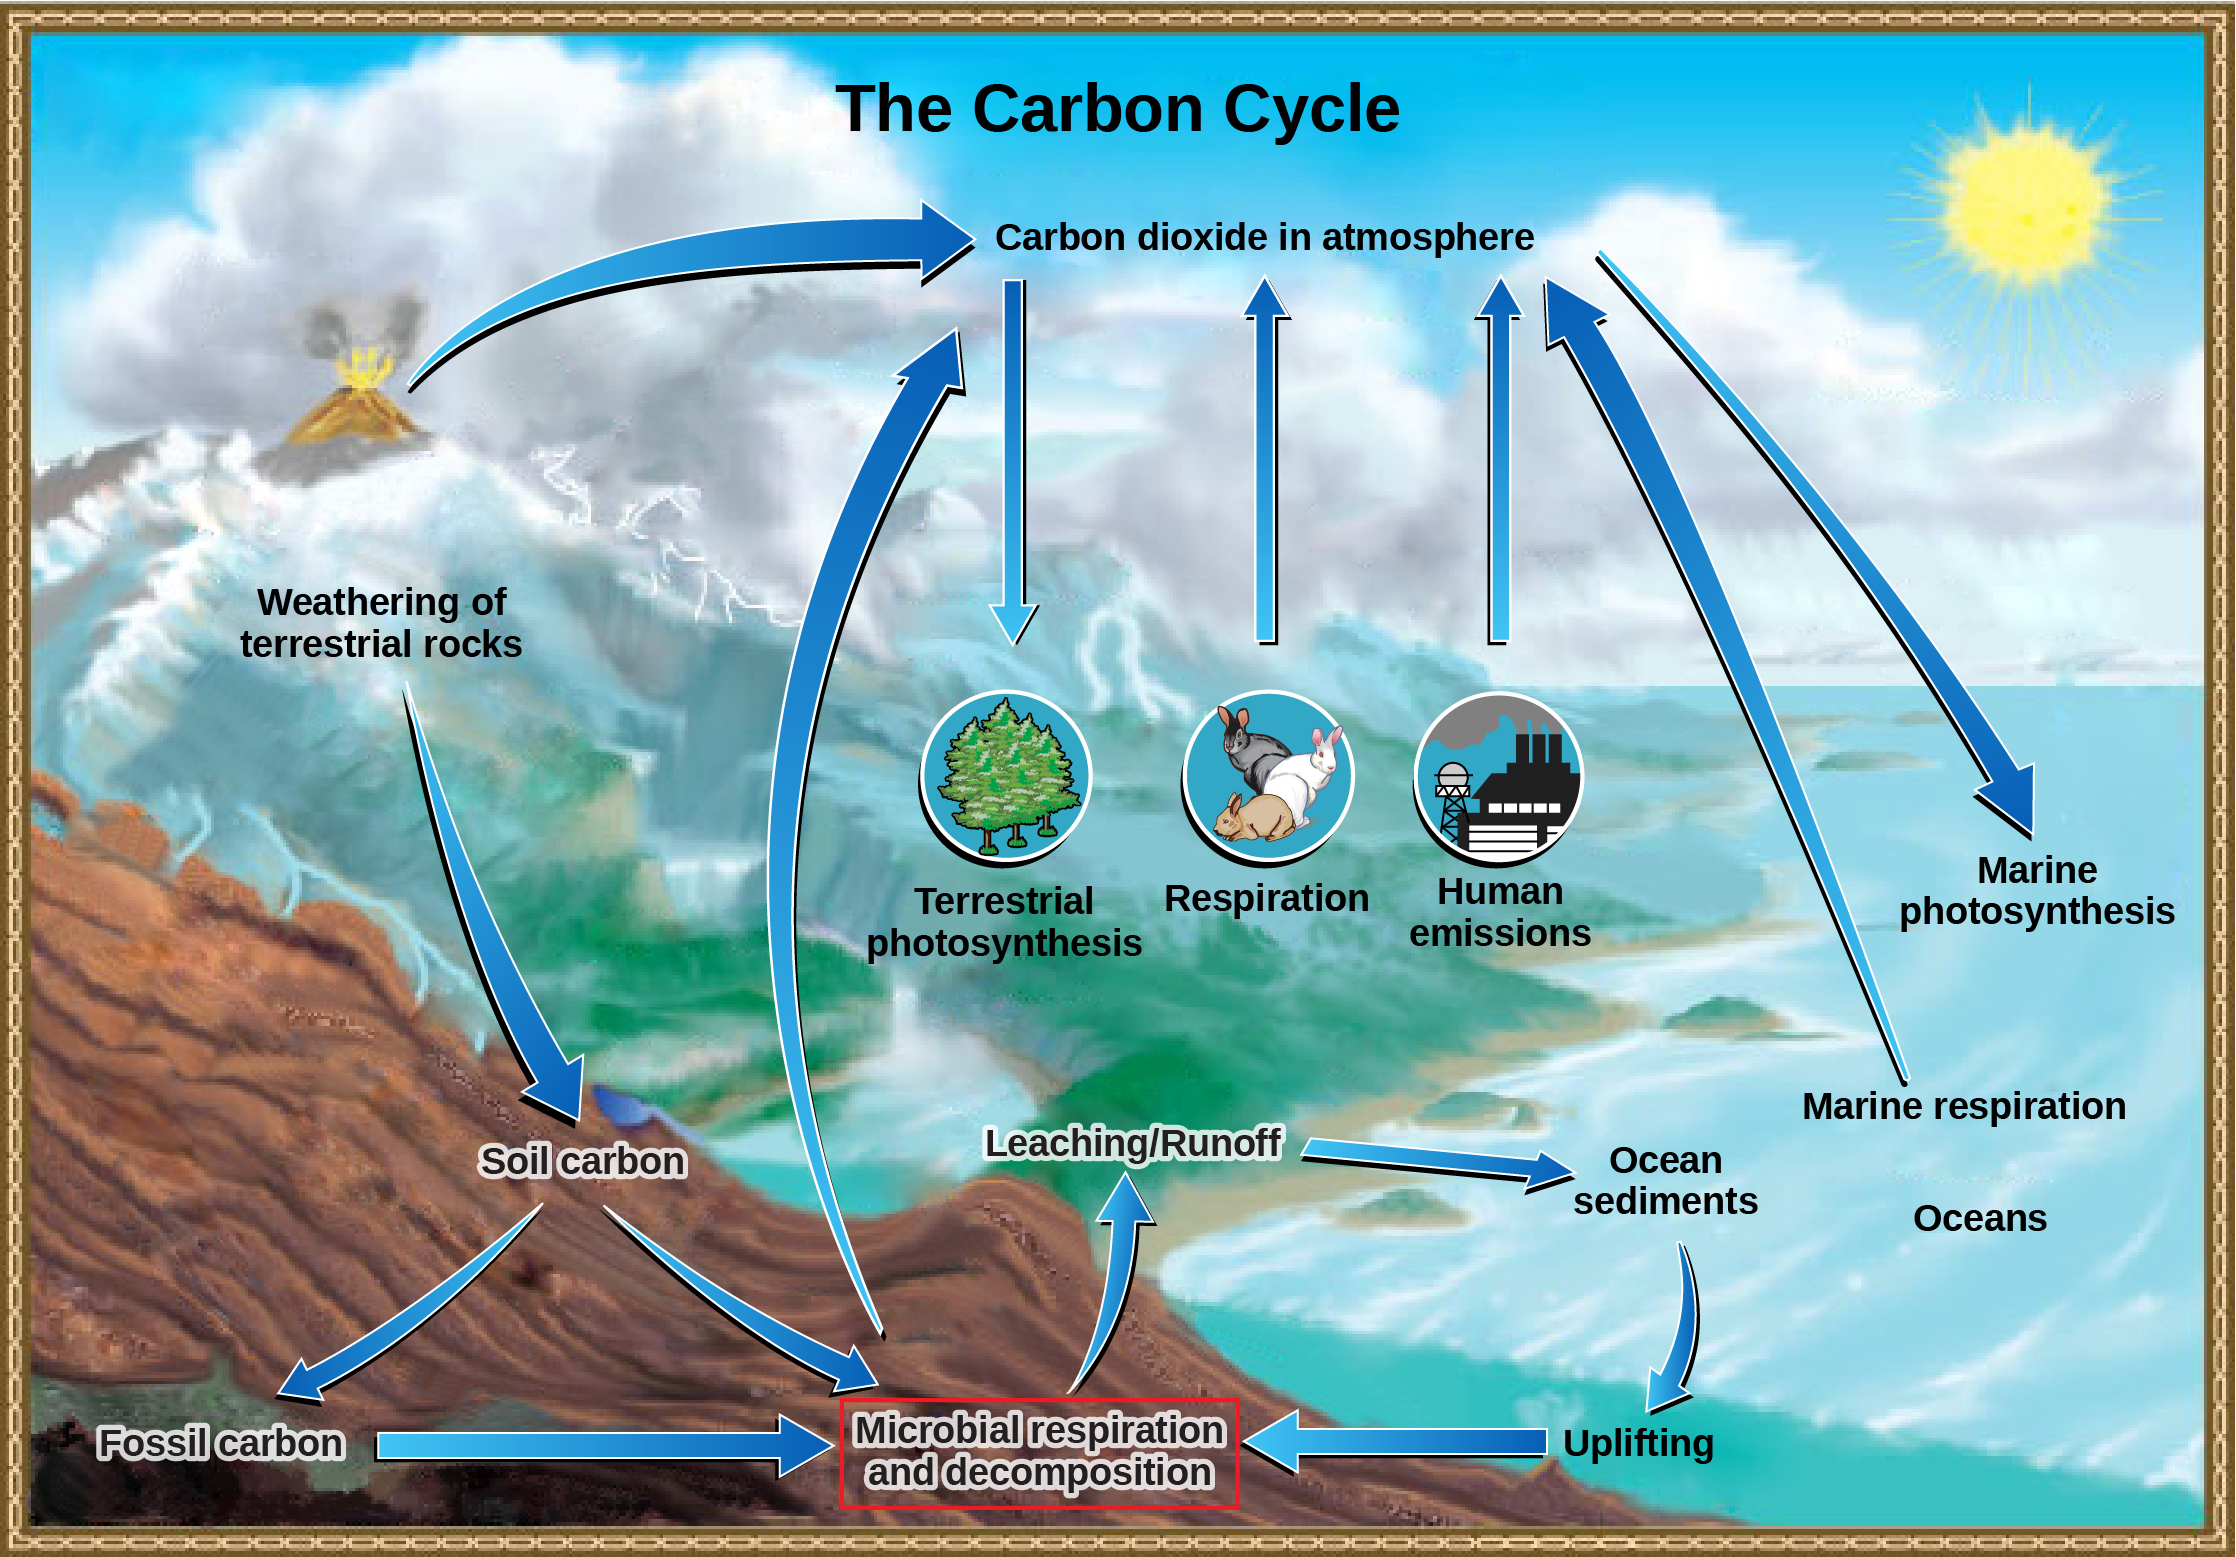 The Carbon Cycle
Carbon dioxide in atmosphere
Weathering of
terrestrial rocks
Terrestrial
photosynthesis
Respiration
Human
emissions
Marine
photosynthesis
Marine respiration
Soil carbon
Leaching/Runoff
Ocean
sediments
Oceans
Fossil carbon
Microbial respiration
and decomposition
Uplifting